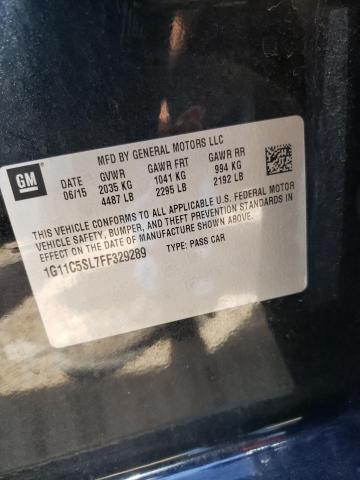 MFD BY GENERAL MOTORS LLC
GM DATE GVWR GAWR FRT GAWR RR
06/15 2035 KG 1041 KG 994 KG
4487 LB 2295 LB 2192 LB
THIS VEHICLE CONFORMS TO ALL APPLICABLE U.S. FEDERAL MOTOR
VEHICLE SAFETY, BUMPER, AND THEFT PREVENTION STANDARDS IN
EFFECT ON THE DATE OF MANUFACTURE SHOWN ABOVE.
1G11C5SL7FF329289 TYPE: PASS CAR